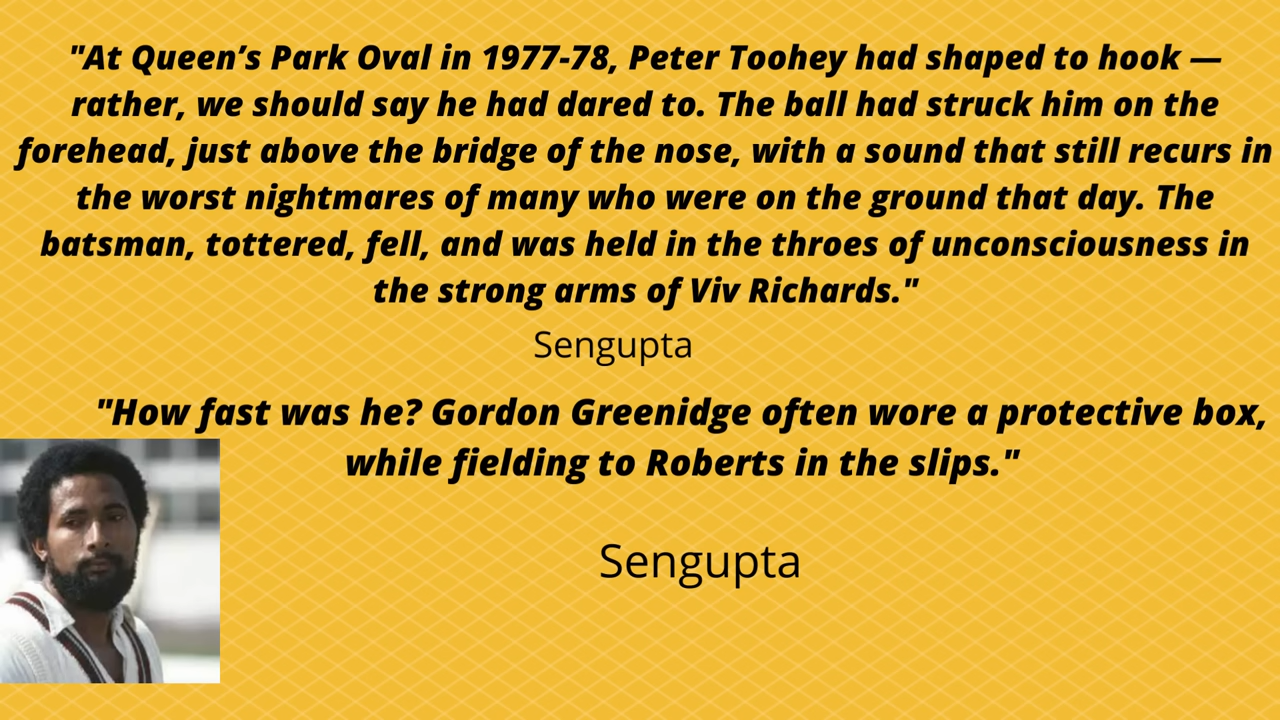 "At Queen’s Park Oval in 1977-78, Peter Toohey had shaped to hook —
rather, we should say he had dared to. The ball had struck him on the
forehead, just above the bridge of the nose, with a sound that still recurs in
the worst nightmares of many who were on the ground that day. The
batsman, tottered, fell, and was held in the throes of unconsciousness in
the strong arms of Viv Richards."
Sengupta
"How fast was he? Gordon Greenidge often wore a protective box,
while fielding to Roberts in the slips."
Sengupta